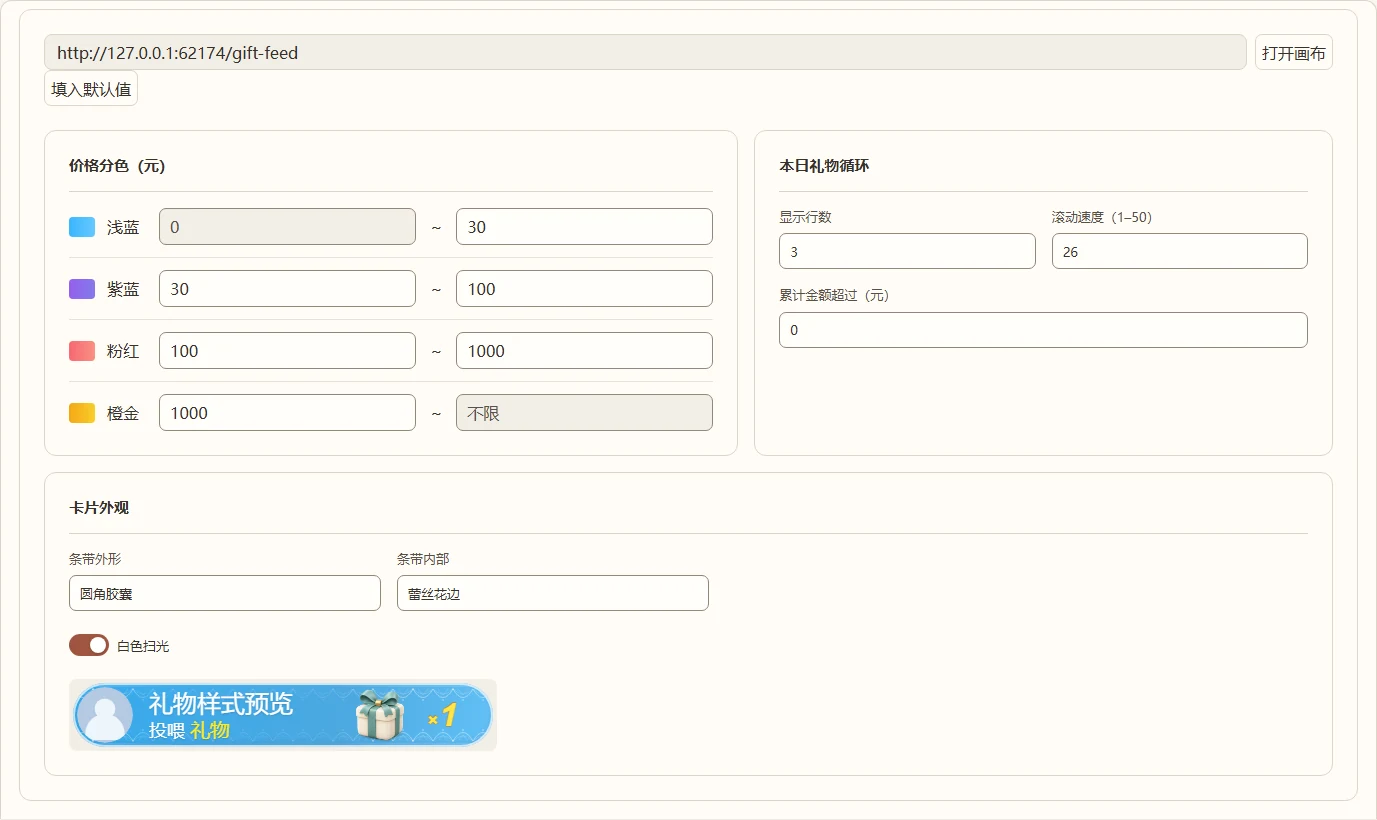 http://127.0.0.1:62174/gift-feed 打开画布
填入默认值
价格分色（元）
浅蓝 0 ~ 30
紫蓝 30 ~ 100
粉红 100 ~ 1000
橙金 1000 ~ 不限
本日礼物循环
显示行数 滚动速度（1–50）
3 26
累计金额超过（元）
0
卡片外观
条带外形 条带内部
圆角胶囊 蕾丝花边
白色扫光
礼物样式预览
投喂 礼物
×1